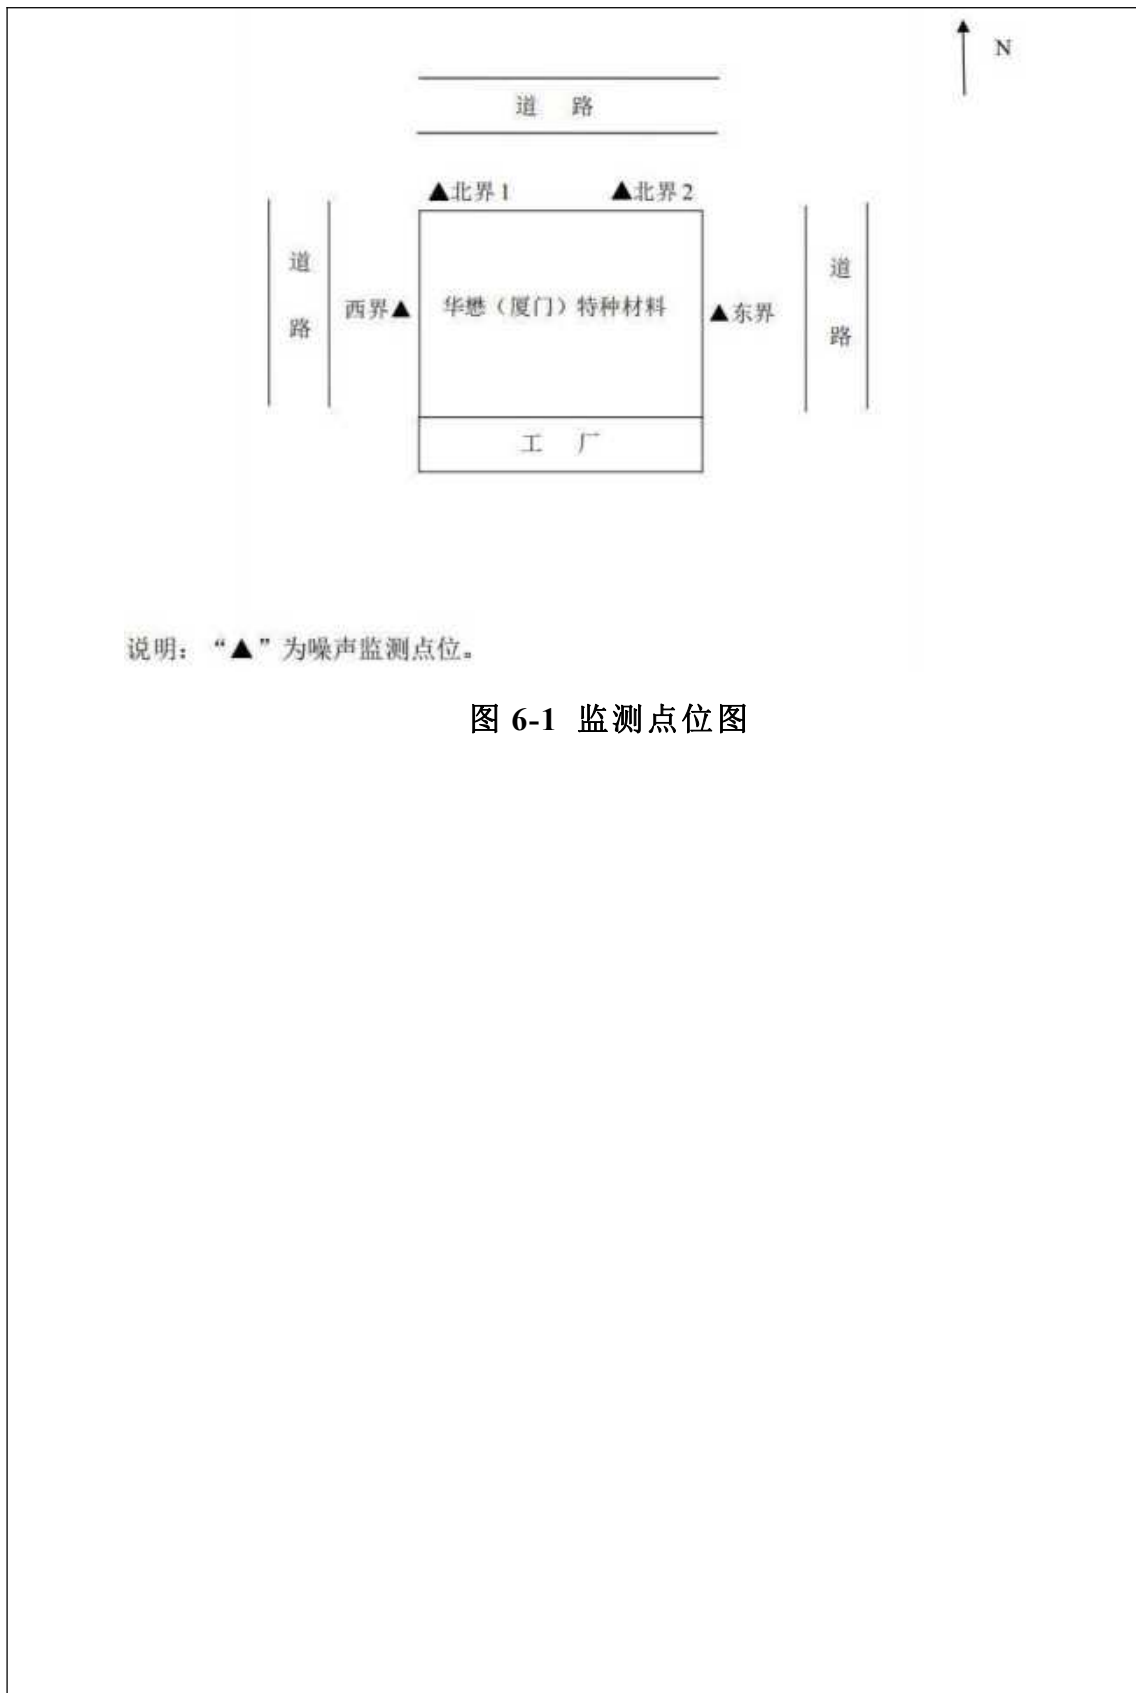 N
道 路
▲北界1 ▲北界2
道路
西界▲
华懋（厦门）特种材料
▲东界
道路
工 厂
说明：“▲”为噪声监测点位。
图 6-1 监测点位图